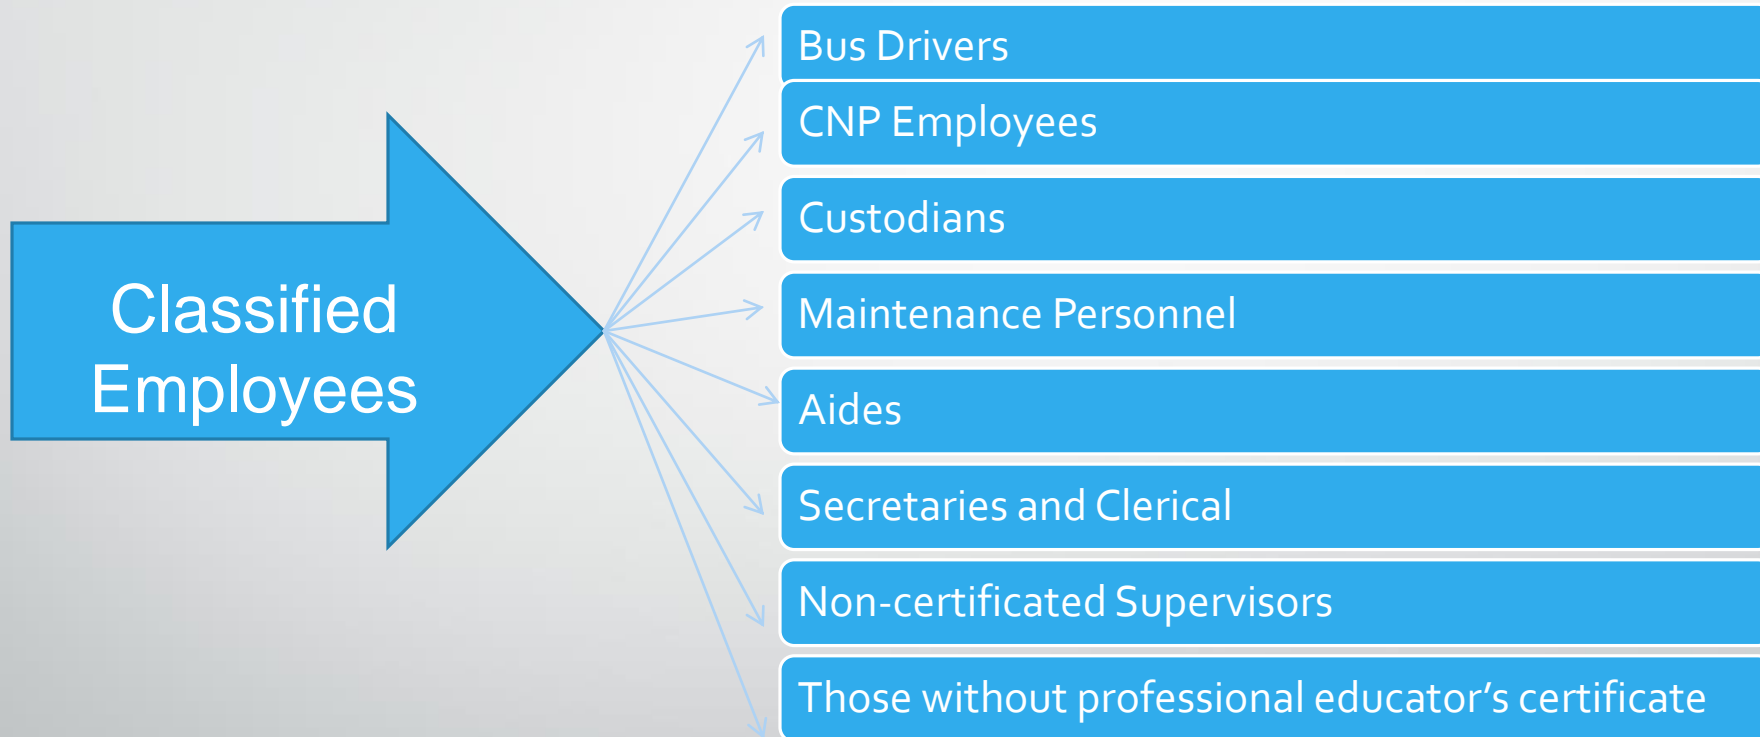 Classified
Employees
Bus Drivers
CNP Employees
Custodians
Maintenance Personnel
Aides
Secretaries and Clerical
Non-certificated Supervisors
Those without professional educator’s certificate